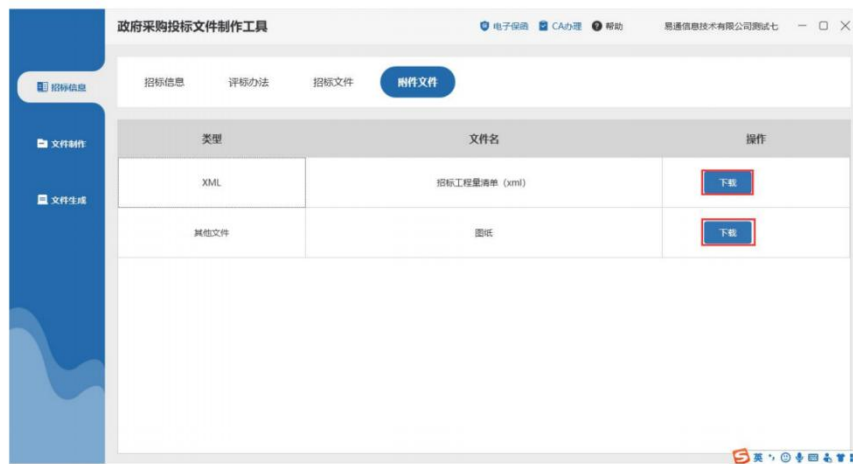 政府采购投标文件制作工具
电子保函 CA办理 帮助 易通信息技术有限公司测试七
招标信息
招标信息 评标办法 招标文件 附件文件
文件制作
文件生成
类型 文件名 操作
XML 招标工程量清单（xml） 下载
其他文件 图纸 下载
英